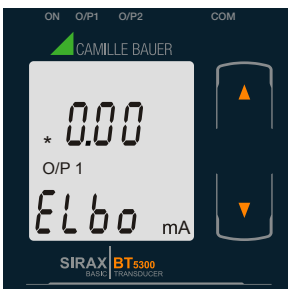 ON O/P1 O/P2 COM
CAMILLE BAUER
* 0.00
O/P 1
ELbo mA
SIRAX BT5300
BASIC TRANSDUCER